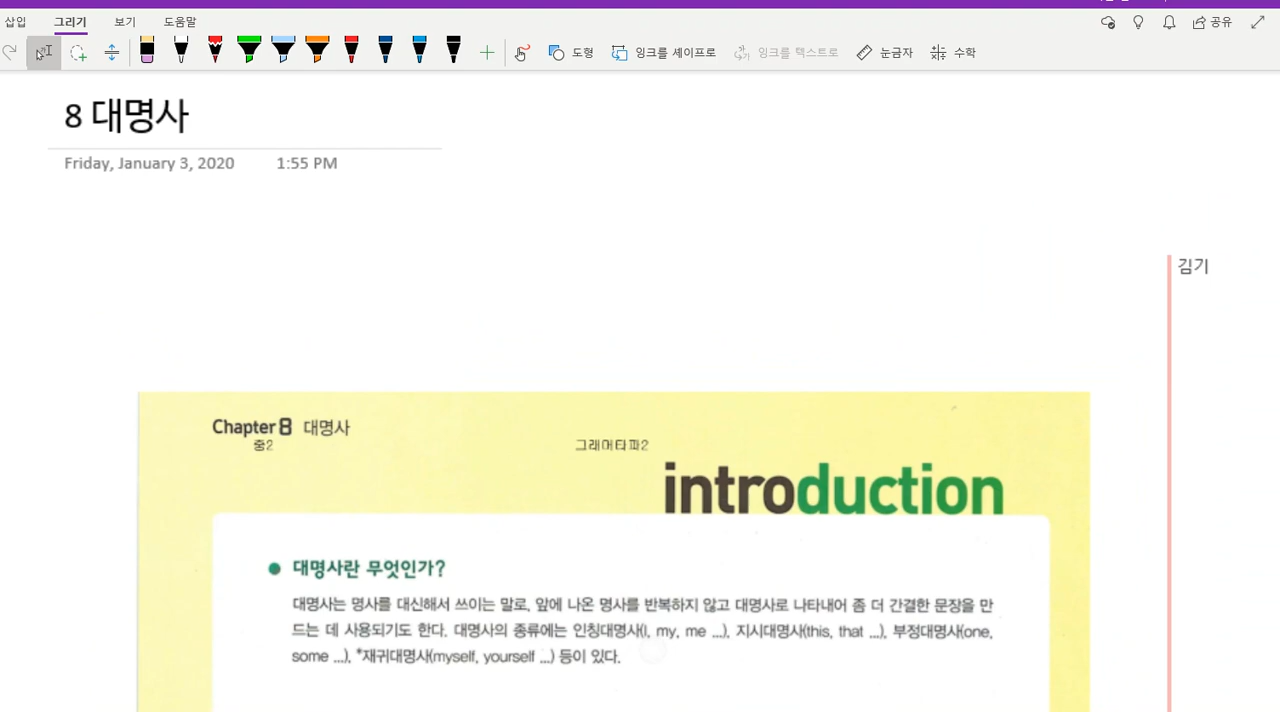 삽입 그리기 보기 도움말 공유
도형 잉크를 셰이프로 잉크를 텍스트로 눈금자 수학
8 대명사
Friday, January 3, 2020 1:55 PM
김기
Chapter 8 대명사
중2 그래머타파2
introduction
대명사란 무엇인가?
대명사는 명사를 대신해서 쓰이는 말로, 앞에 나온 명사를 반복하지 않고 대명사로 나타내어 좀 더 간결한 문장을 만
드는 데 사용되기도 한다. 대명사의 종류에는 인칭대명사(I, my, me ...), 지시대명사(this, that ...), 부정대명사(one,
some ...), *재귀대명사(myself, yourself ...) 등이 있다.